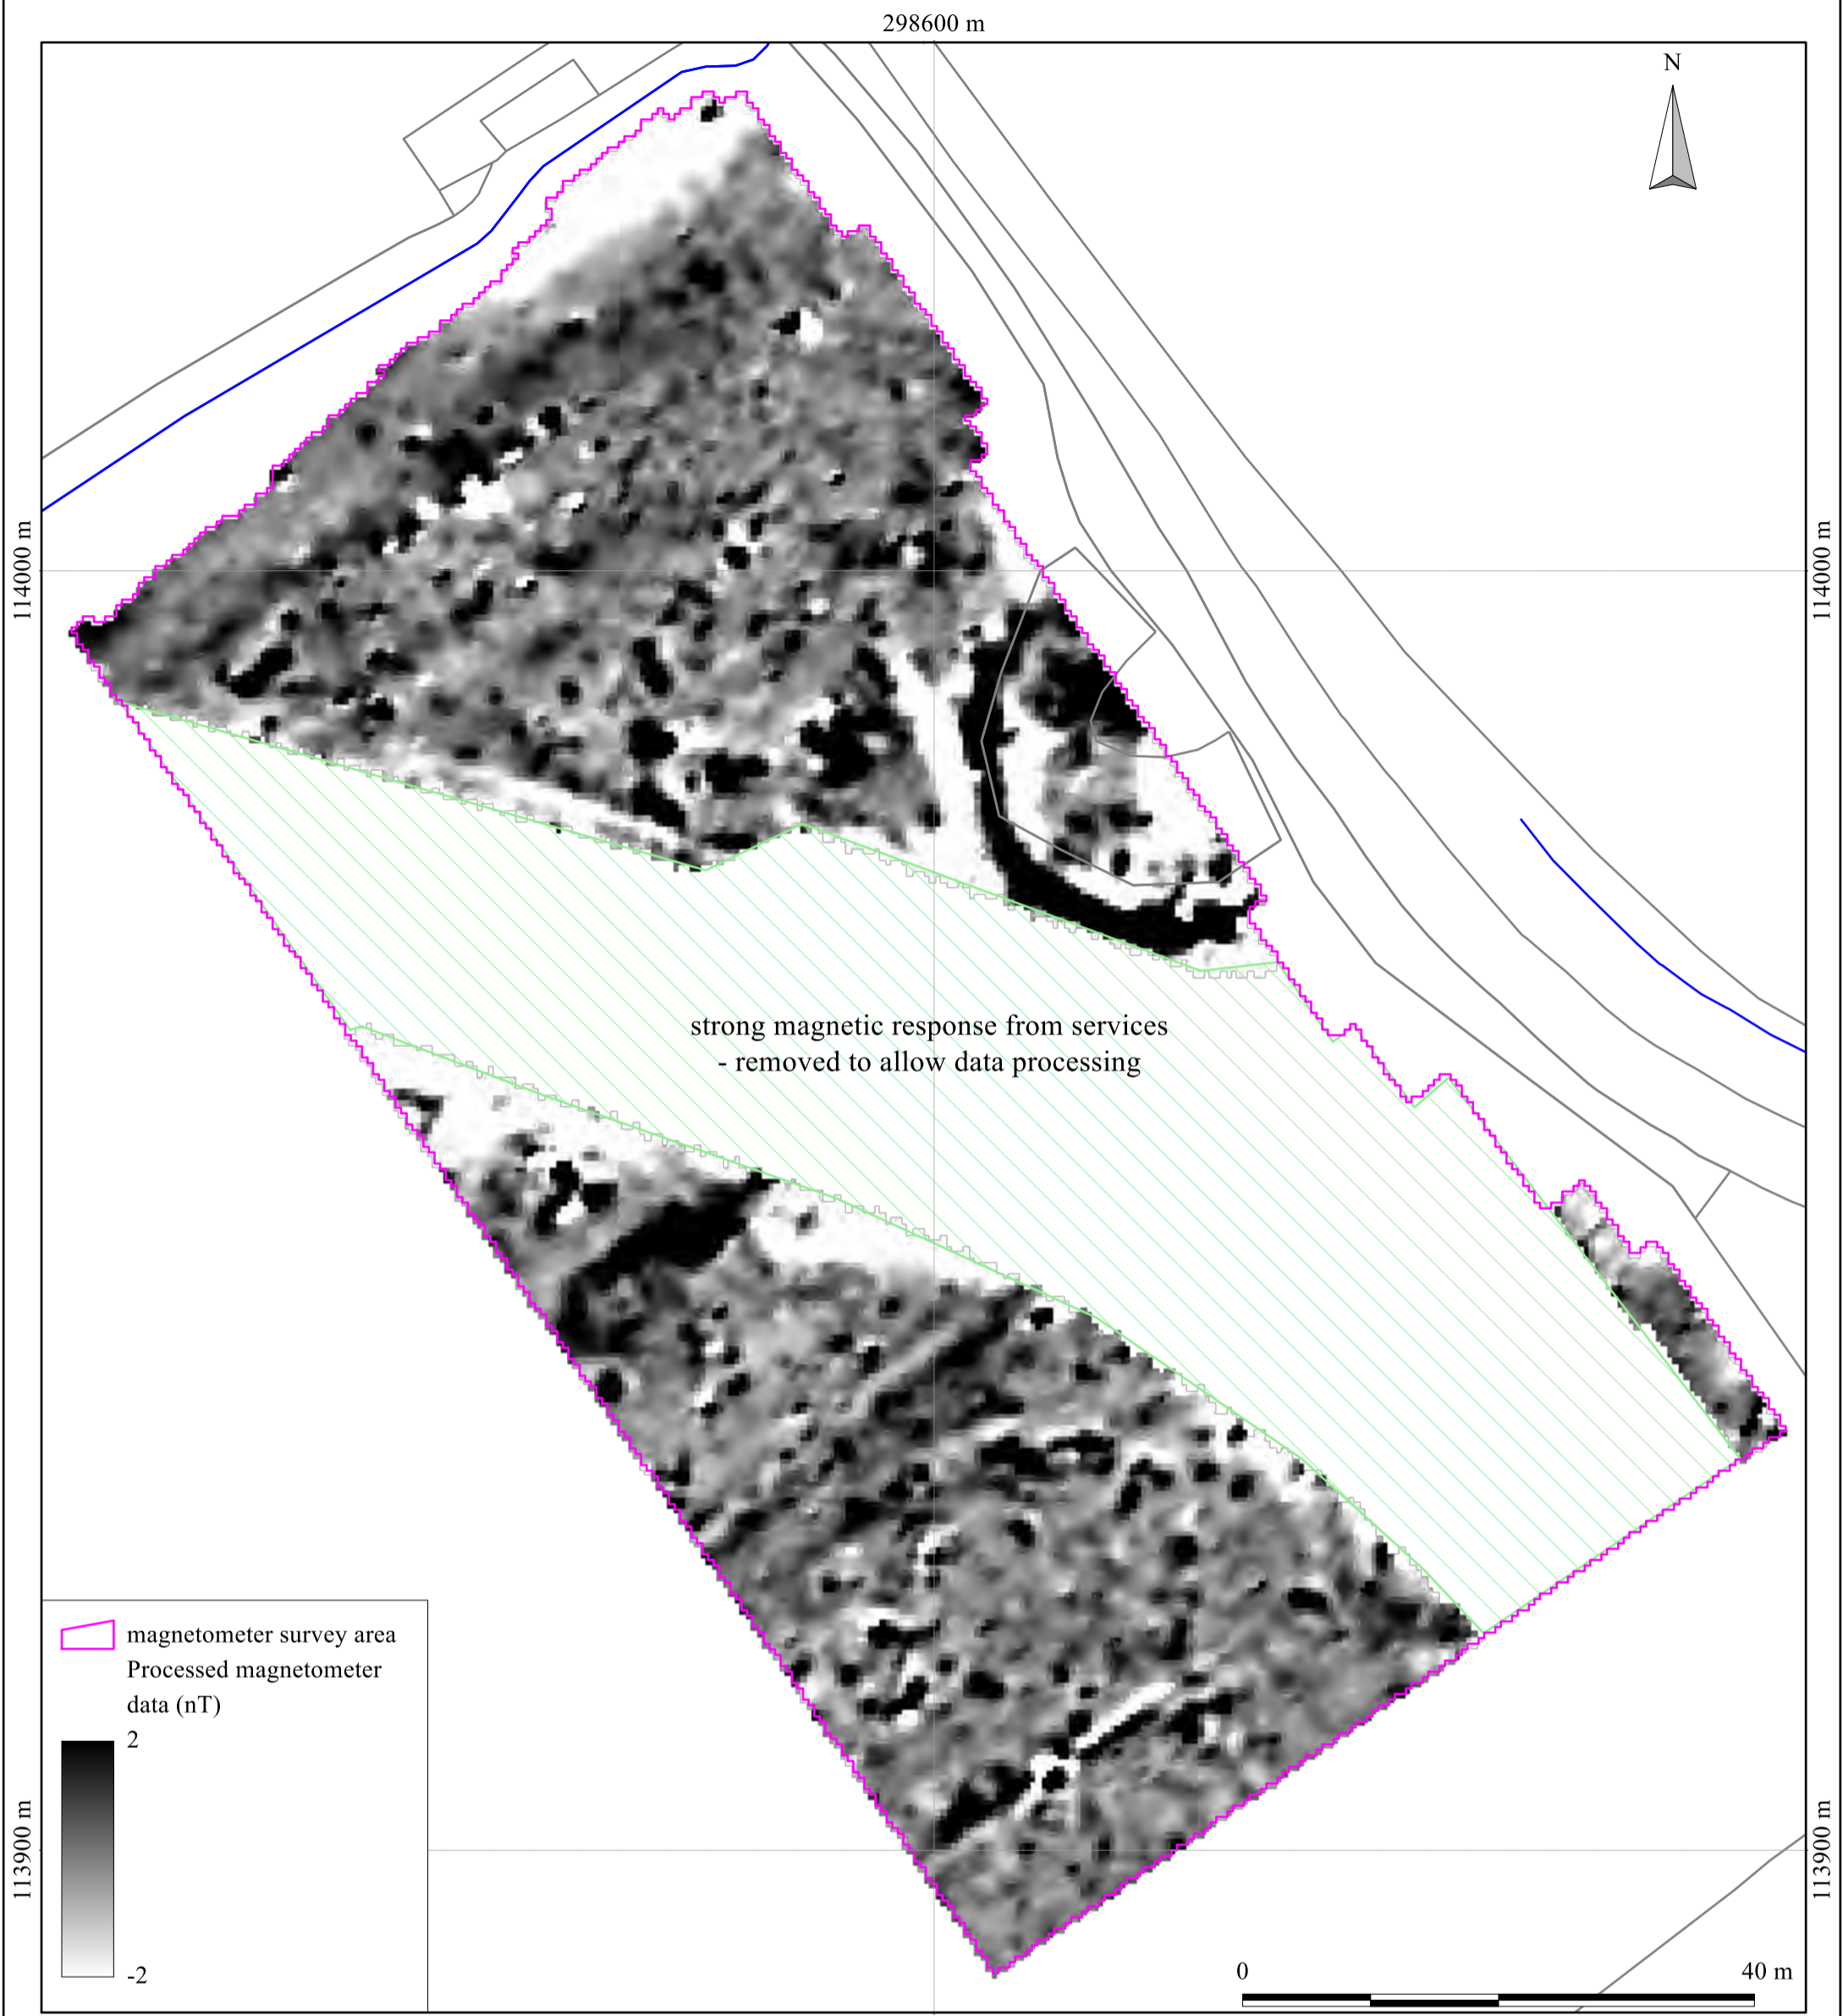 298600 m
N
114000 m
114000 m
strong magnetic response from services
- removed to allow data processing
magnetometer survey area
Processed magnetometer
data (nT)
2
-2
113900 m
113900 m
0
40 m